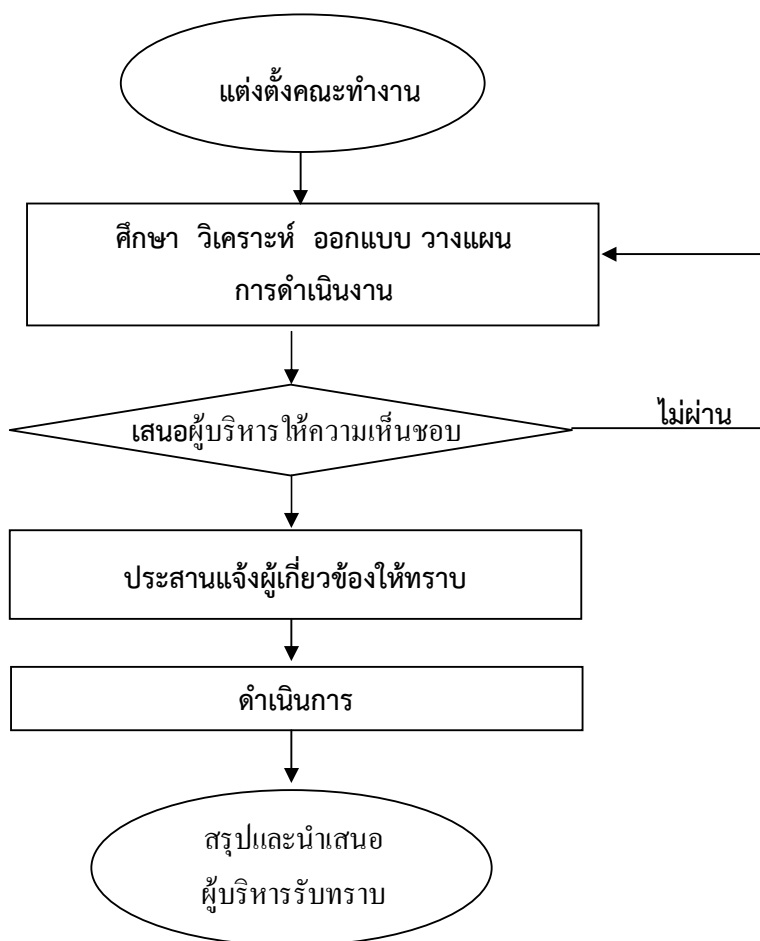 แต่งตั้งคณะทำงาน
ศึกษา วิเคราะห์ ออกแบบ วางแผน
การดำเนินงาน
เสนอผู้บริหารให้ความเห็นชอบ
ไม่ผ่าน
ประสานแจ้งผู้เกี่ยวข้องให้ทราบ
ดำเนินการ
สรุปและนำเสนอ
ผู้บริหารรับทราบ